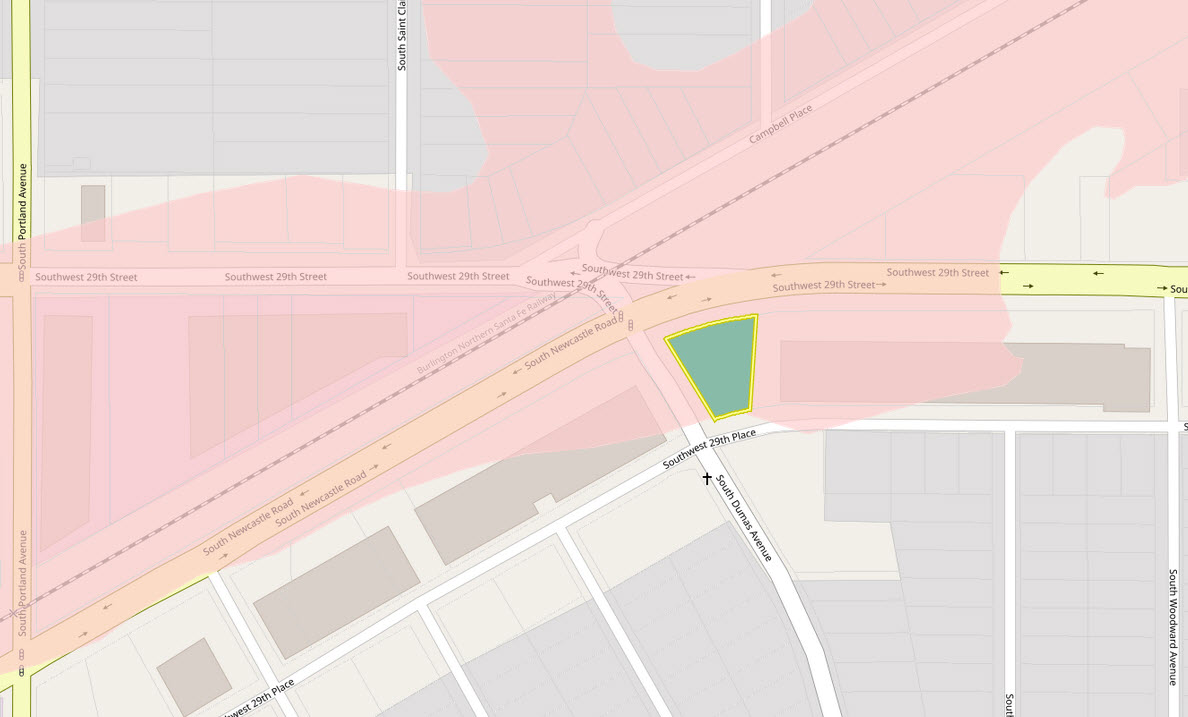 South Saint Cla
Campbell Place
South Portland Avenue
Southwest 29th Street
Southwest 29th Street
Southwest 29th Street
Southwest 29th Street
Southwest 29th Street
Southwest 29th Street
Southwest 29th Street
Sou
Burlington Northern Santa Fe Railway
South Newcastle Road
Southwest 29th Place
S
South Dumas Avenue
South Newcastle Road
South Newcastle Road
South Portland Avenue
South Woodward Avenue
west 29th Place
South